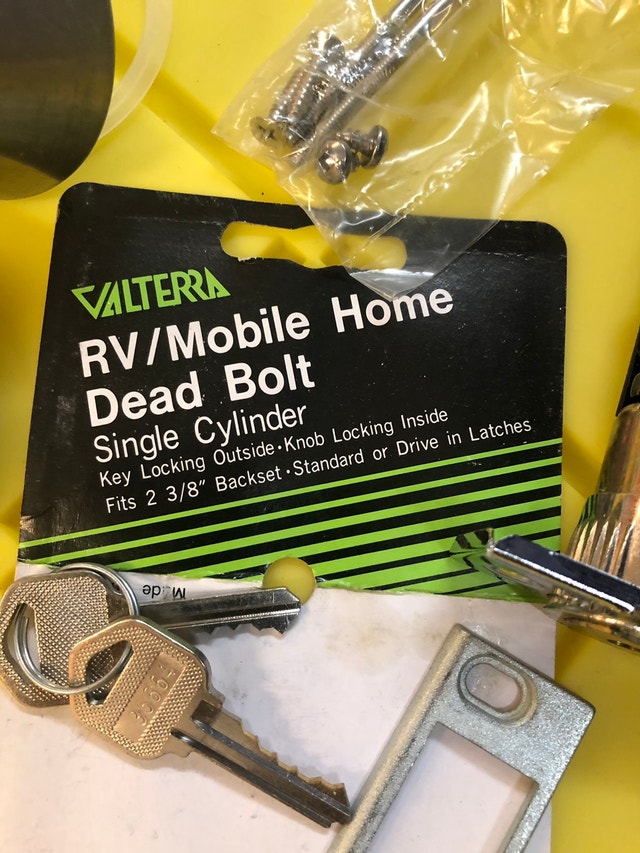 VALTERRA
RV/Mobile Home
Dead Bolt
Single Cylinder
Key Locking Outside·Knob Locking Inside
Fits 2 3/8" Backset·Standard or Drive in Latches